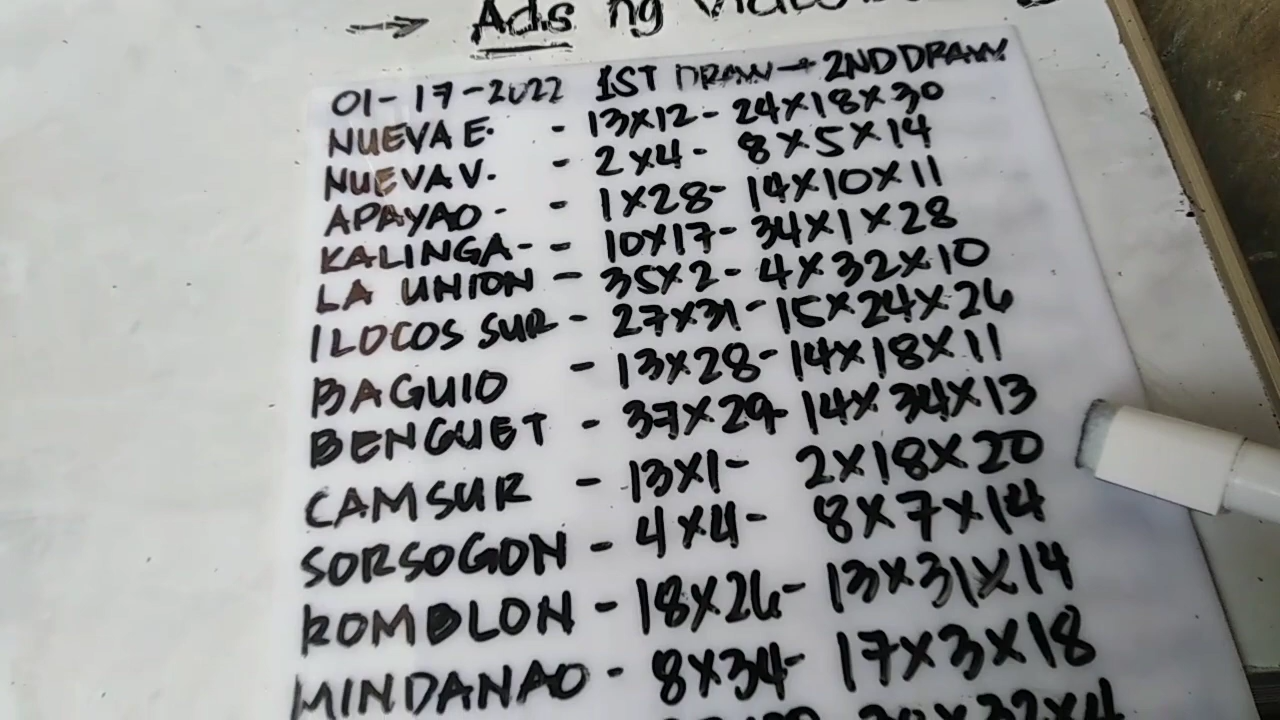 → Ads ng
01-17-2022 1ST DRAW → 2ND DRAW
NUEVA E. - 13X12- 24X18X30
NUEVA V. - 2X4- 8X5X14
APAYAO - - 1X28- 14X10X11
KALINGA - - 10X17- 34X1X28
LA UNION - 35X2- 4X32X10
ILOCOS SUR - 27X31- 15X24X26
BAGUIO - 13X28- 14X18X11
BENGUET - 37X29- 14X34X13
CAMSUR - 13X1- 2X18X20
SORSOGON - 4X4- 8X7X14
ROMBLON - 18X26- 13X31X14
MINDANAO - 8X34- 17X3X18